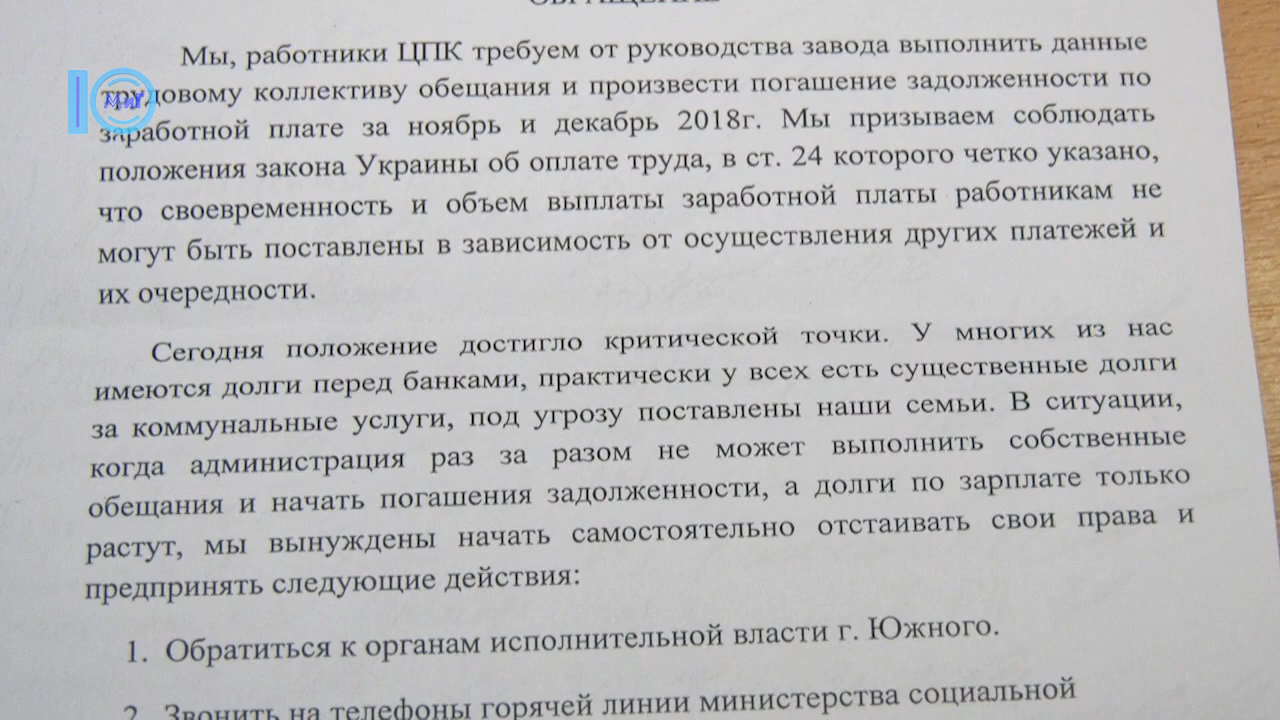 ОБРАЩЕНИЕ
Мы, работники ЦПК требуем от руководства завода выполнить данные
трудовому коллективу обещания и произвести погашение задолженности по
заработной плате за ноябрь и декабрь 2018г. Мы призываем соблюдать
положения закона Украины об оплате труда, в ст. 24 которого четко указано,
что своевременность и объем выплаты заработной платы работникам не
могут быть поставлены в зависимость от осуществления других платежей и
их очередности.
Сегодня положение достигло критической точки. У многих из нас
имеются долги перед банками, практически у всех есть существенные долги
за коммунальные услуги, под угрозу поставлены наши семьи. В ситуации,
когда администрация раз за разом не может выполнить собственные
обещания и начать погашения задолженности, а долги по зарплате только
растут, мы вынуждены начать самостоятельно отстаивать свои права и
предпринять следующие действия:
1. Обратиться к органам исполнительной власти г. Южного.
2. Звонить на телефоны горячей линии министерства социальной